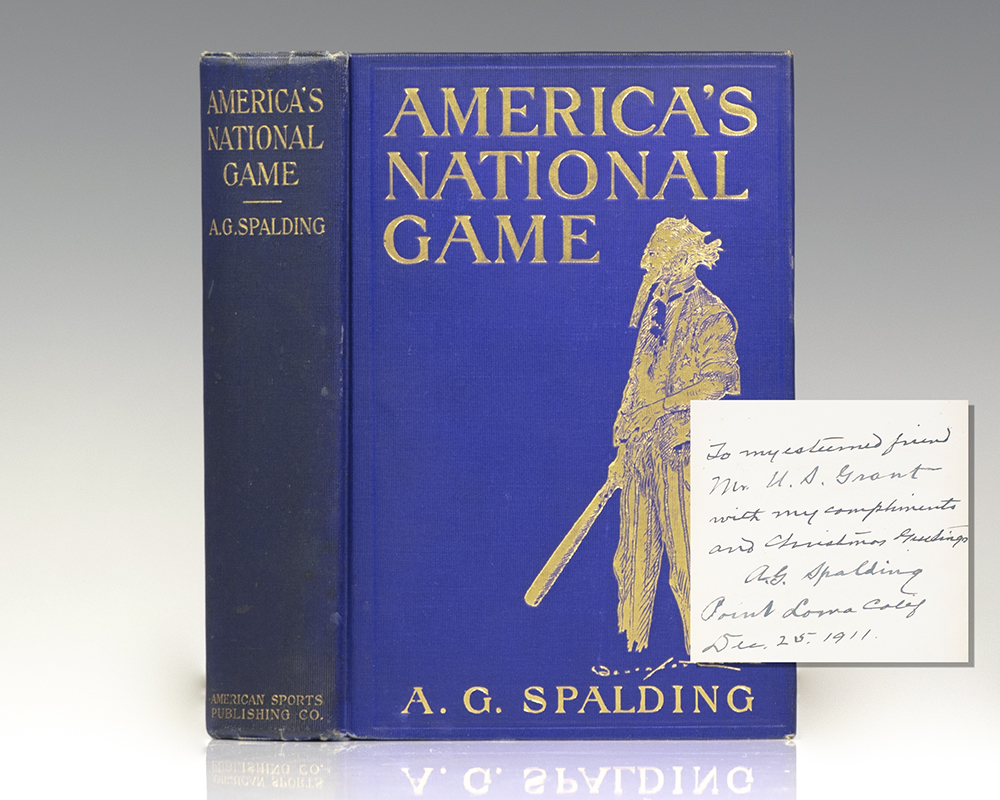 AMERICA'S
NATIONAL
GAME
A.G.SPALDING
AMERICAN SPORTS
PUBLISHING CO.
AMERICA'S
NATIONAL
GAME
A. G. SPALDING
To my esteemed friend
Mr. U. S. Grant
with my compliments
and Christmas Greetings
A.G. Spalding
Point Loma Calif
Dec. 25. 1911.